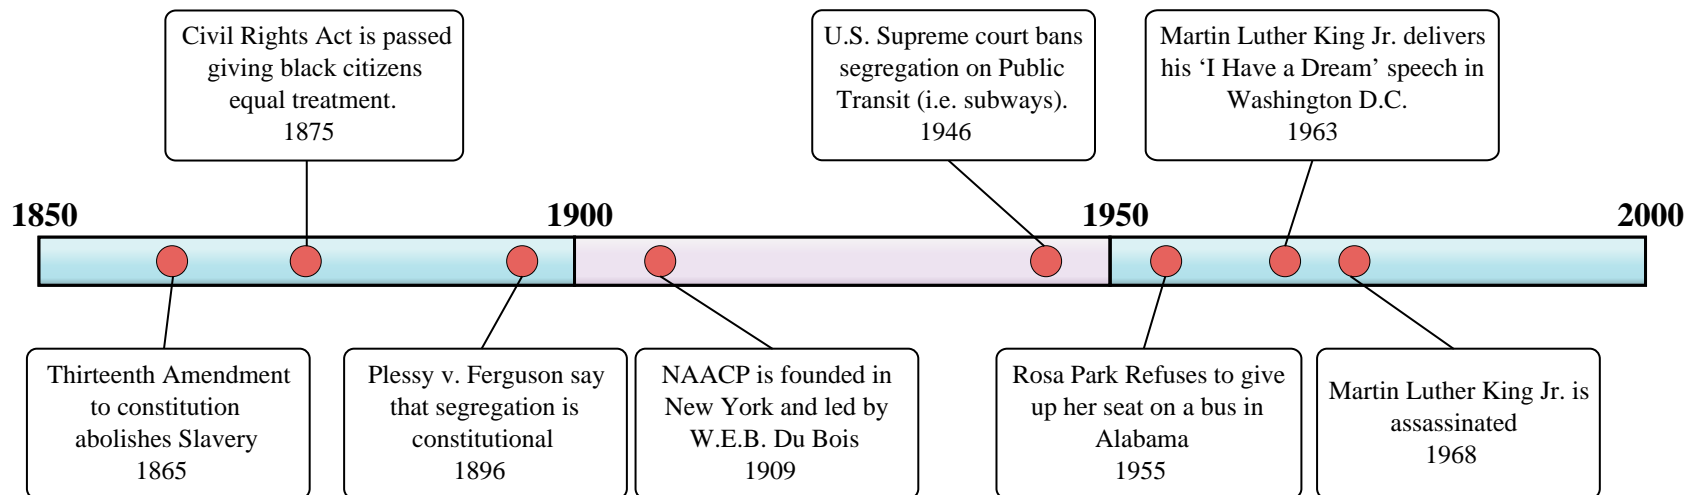 Civil Rights Act is passed
giving black citizens
equal treatment.
1875
U.S. Supreme court bans
segregation on Public
Transit (i.e. subways).
1946
Martin Luther King Jr. delivers
his ‘I Have a Dream’ speech in
Washington D.C.
1963
1850
1900
1950
2000
Thirteenth Amendment
to constitution
abolishes Slavery
1865
Plessy v. Ferguson say
that segregation is
constitutional
1896
NAACP is founded in
New York and led by
W.E.B. Du Bois
1909
Rosa Park Refuses to give
up her seat on a bus in
Alabama
1955
Martin Luther King Jr. is
assassinated
1968